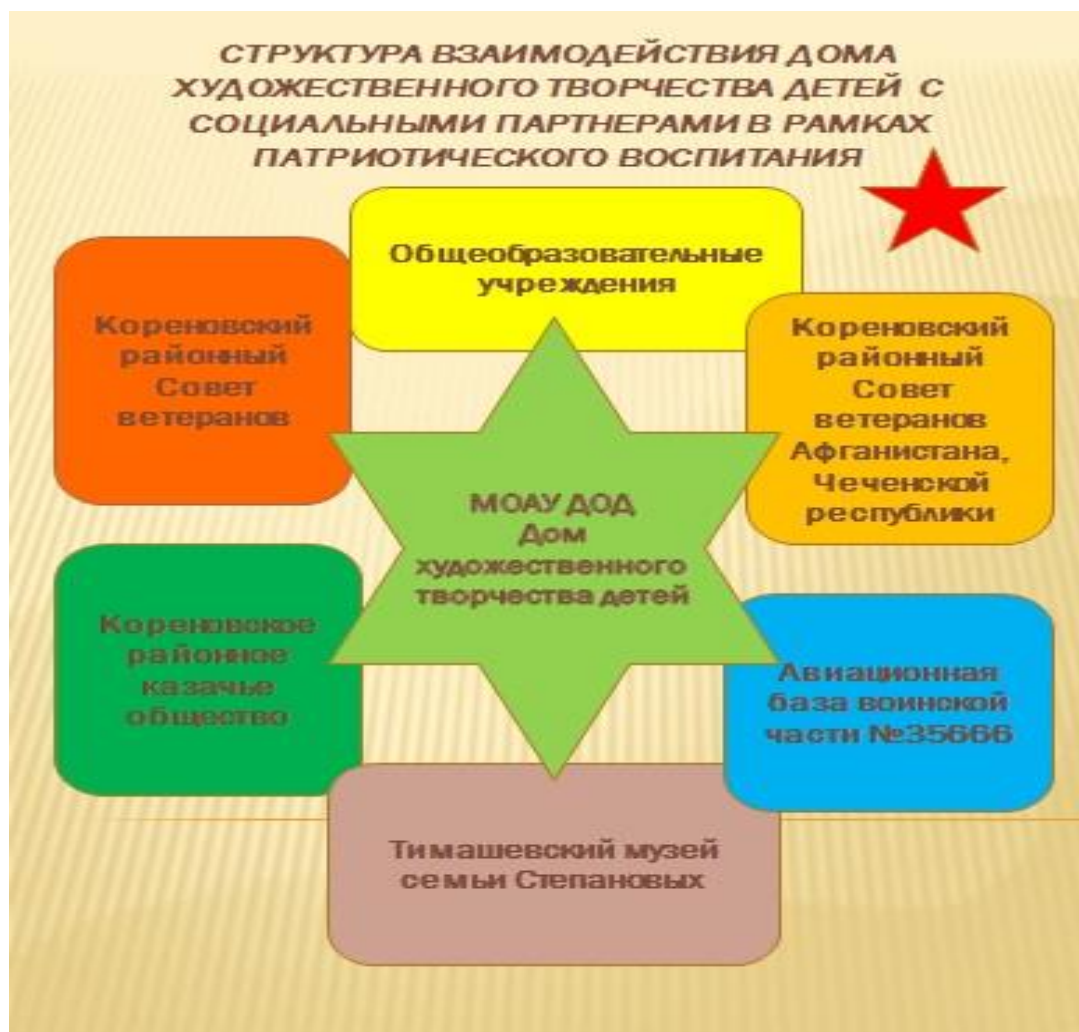 СТРУКТУРА ВЗАИМОДЕЙСТВИЯ ДОМА
ХУДОЖЕСТВЕННОГО ТВОРЧЕСТВА ДЕТЕЙ С
СОЦИАЛЬНЫМИ ПАРТНЕРАМИ В РАМКАХ
ПАТРИОТИЧЕСКОГО ВОСПИТАНИЯ
Общеобразовательные
учреждения
Кореновский
районный
Совет
ветеранов
Кореновский
районный
Совет
ветеранов
Афганистана,
Чеченской
республики
МОАУ ДОД
Дом
художественного
творчества детей
Кореновское
районное
казачье
общество
Авиационная
база воинской
части №35666
Тимашевский музей
семьи Степановых